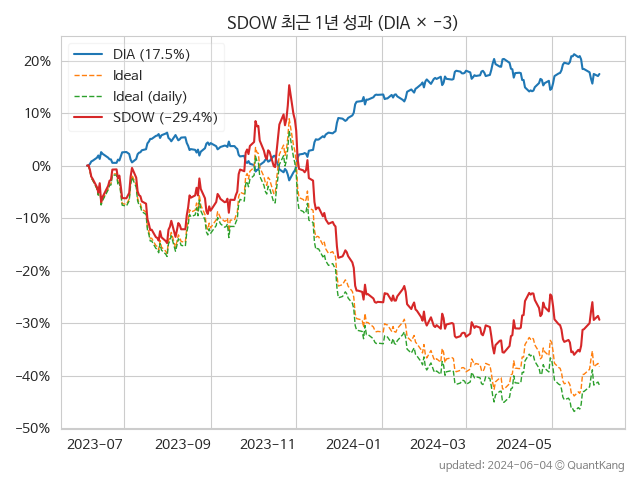 SDOW 최근 1년 성과 (DIA × −3)
DIA (17.5%)
Ideal
Ideal (daily)
SDOW (−29.4%)
20%
10%
0%
−10%
−20%
−30%
−40%
−50%
2023-07
2023-09
2023-11
2024-01
2024-03
2024-05
updated: 2024-06-04 © QuantKang